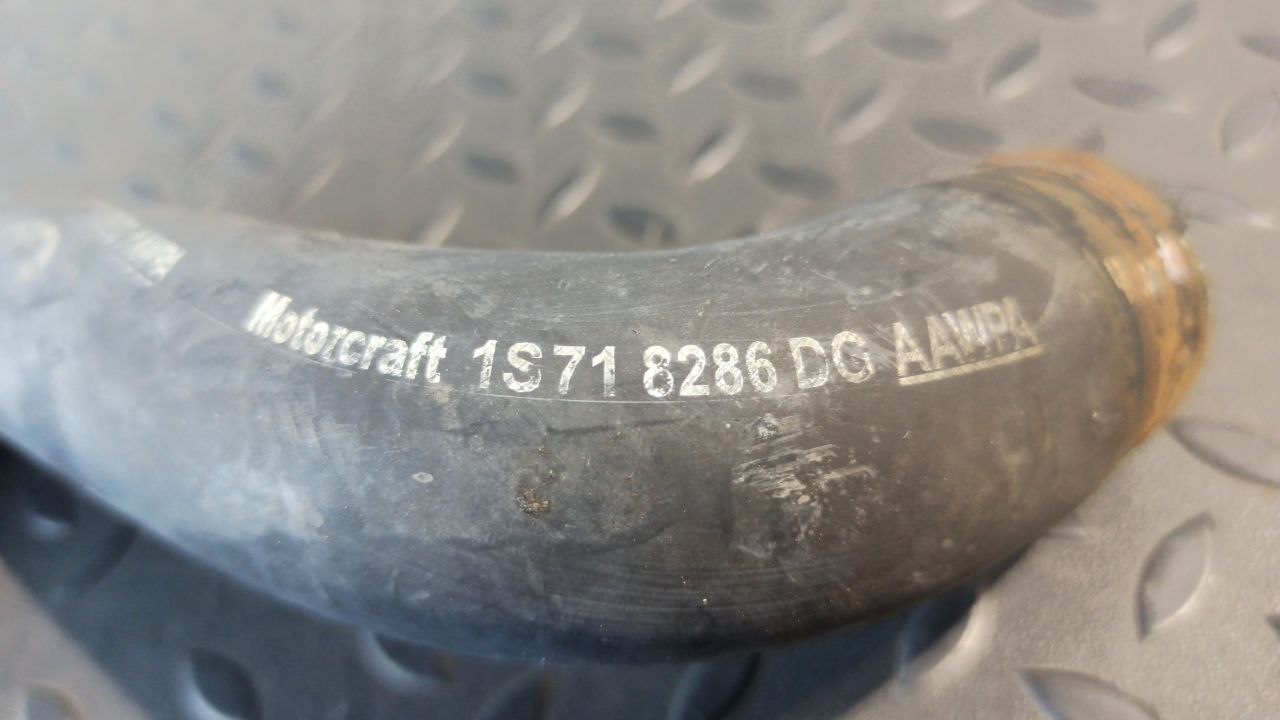 Motorcraft 1S71 8286 DG AAWPA